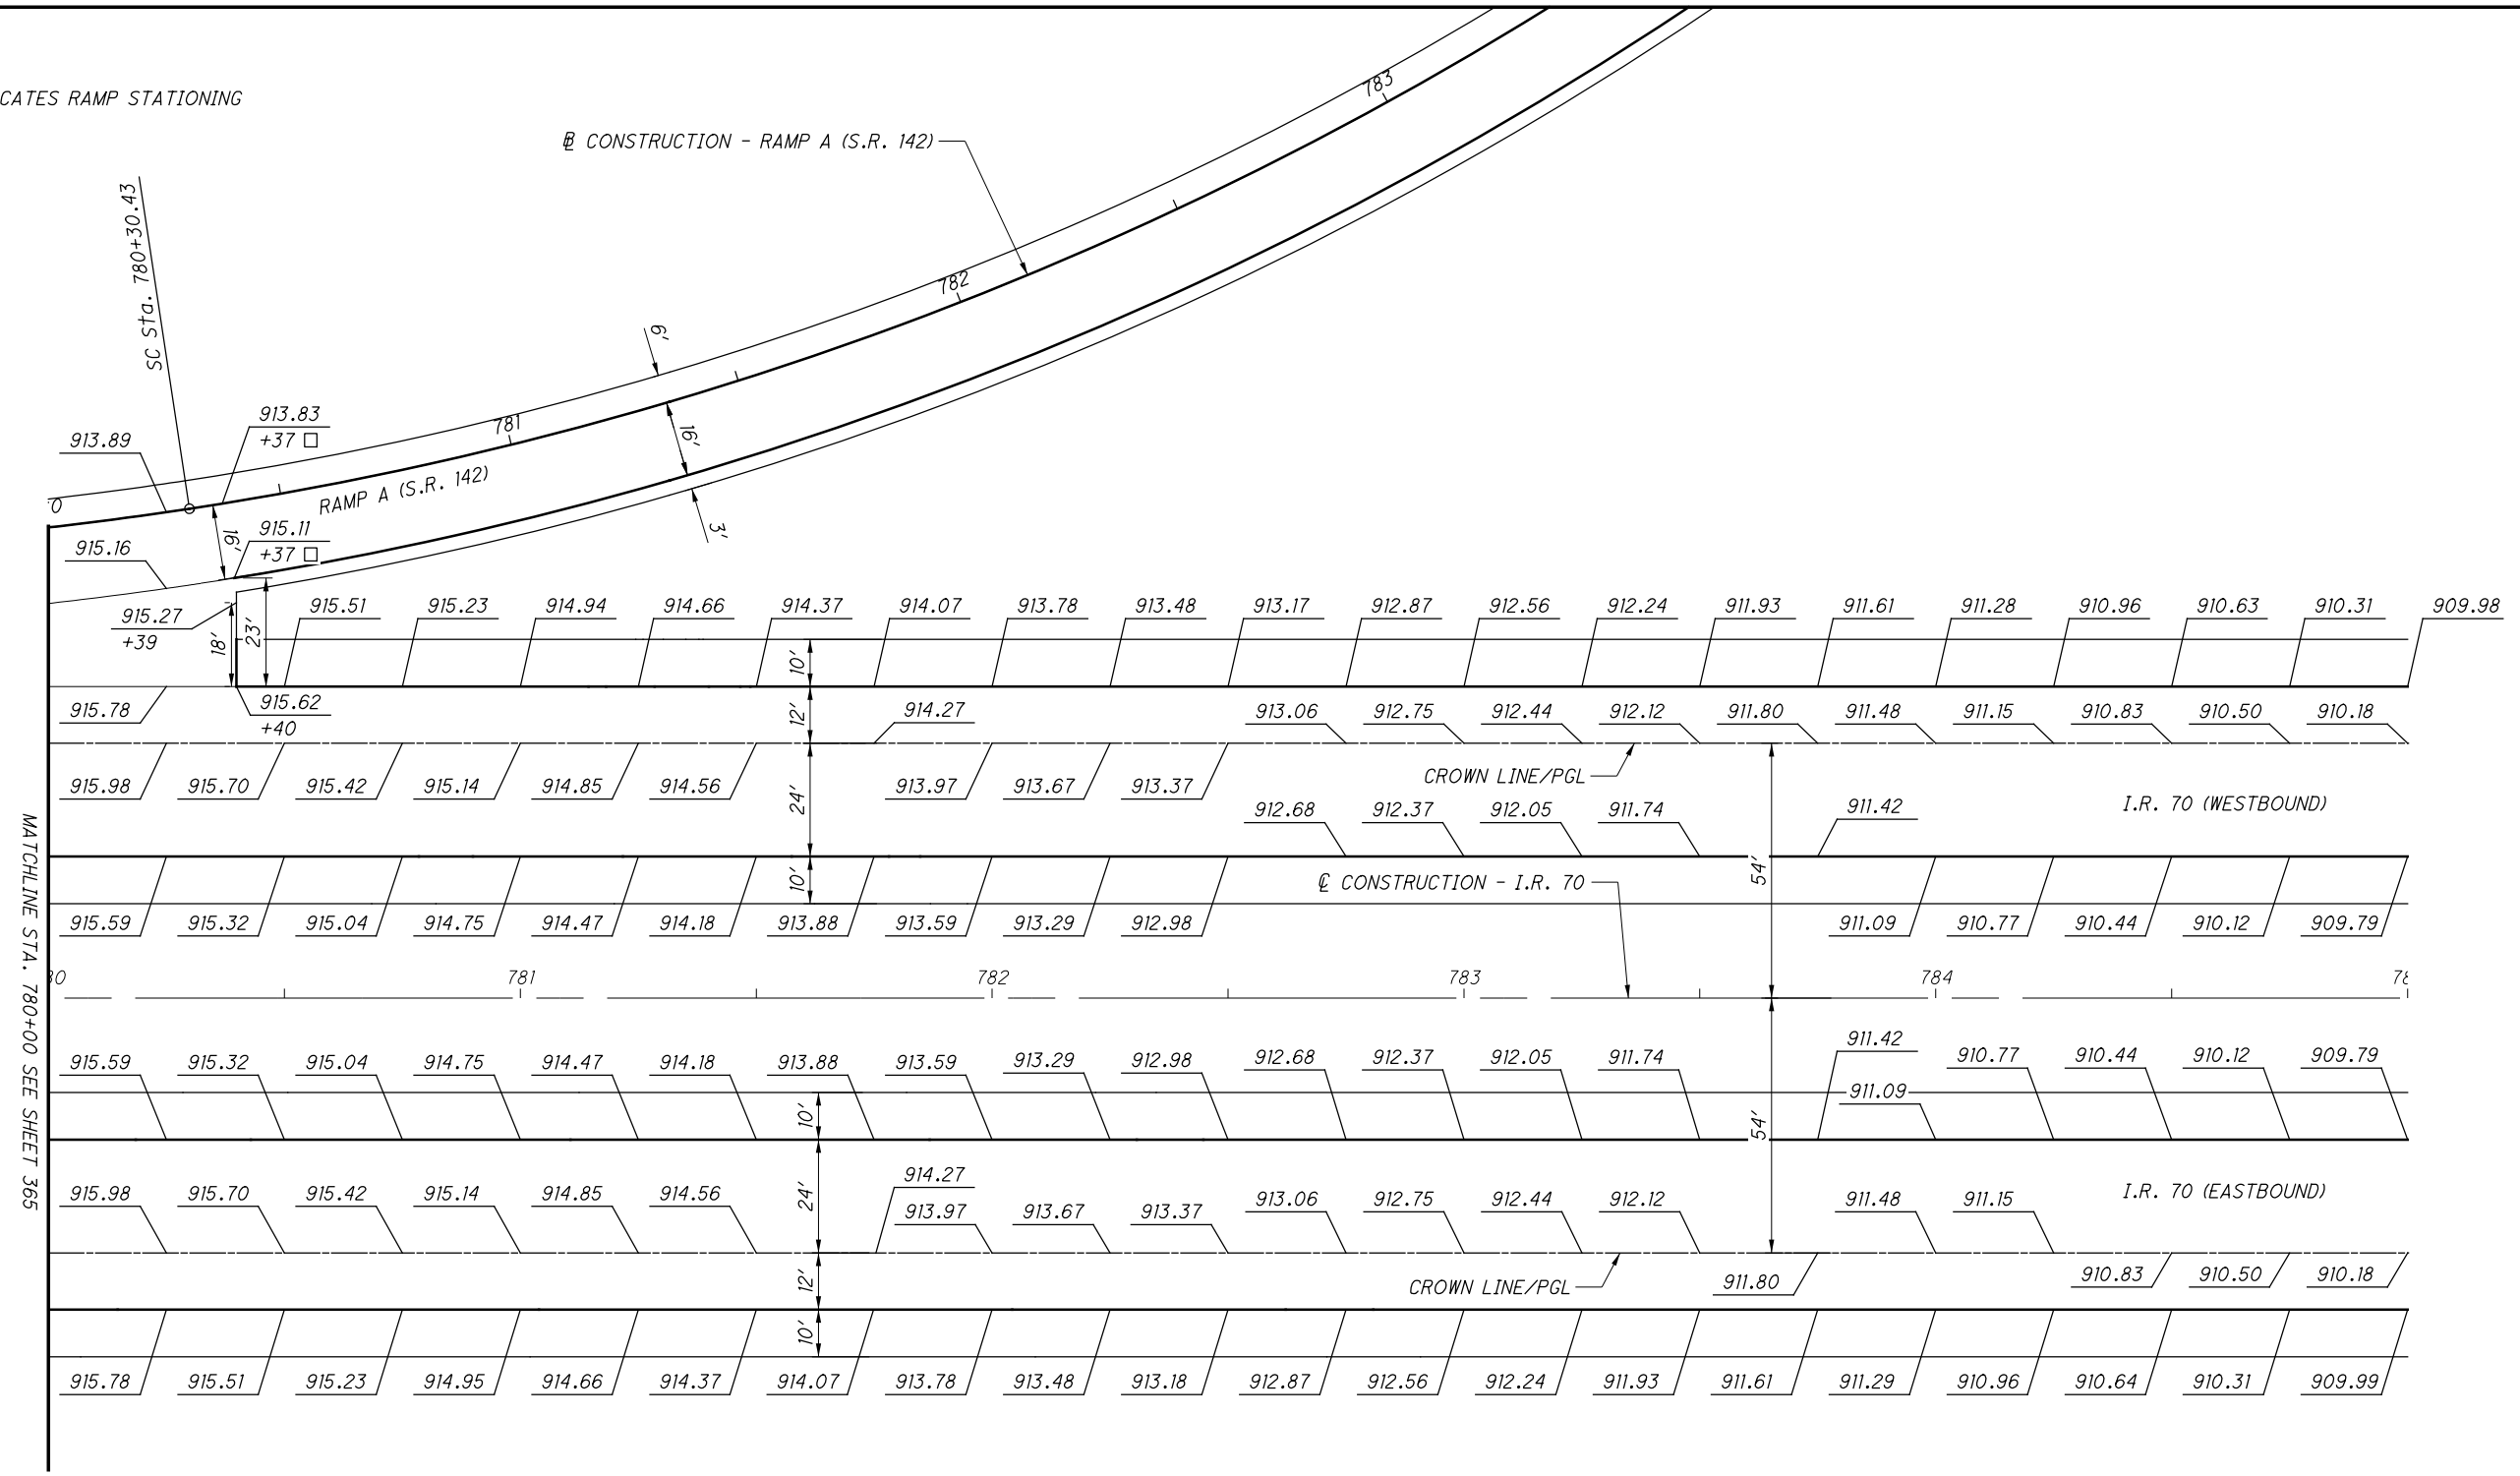 CATES RAMP STATIONING
783
℄ CONSTRUCTION - RAMP A (S.R. 142)
SC Sta. 780+30.43
782
6'
913.83
+37 □
913.89
781
16'
RAMP A (S.R. 142)
0
915.11
+37 □
16'
3'
915.16
915.27
+39
18'
23'
915.51 915.23 914.94 914.66 914.37 914.07 913.78 913.48 913.17 912.87 912.56 912.24 911.93 911.61 911.28 910.96 910.63 910.31 909.98
10'
915.78
915.62
+40
12'
914.27 913.06 912.75 912.44 912.12 911.80 911.48 911.15 910.83 910.50 910.18
915.98 915.70 915.42 915.14 914.85 914.56 913.97 913.67 913.37
24'
CROWN LINE/PGL
I.R. 70 (WESTBOUND)
912.68 912.37 912.05 911.74 911.42
10'
54'
℄ CONSTRUCTION - I.R. 70
915.59 915.32 915.04 914.75 914.47 914.18 913.88 913.59 913.29 912.98 911.09 910.77 910.44 910.12 909.79
MATCHLINE STA. 780+00 SEE SHEET 365
80 781 782 783 784 78
915.59 915.32 915.04 914.75 914.47 914.18 913.88 913.59 913.29 912.98 912.68 912.37 912.05 911.74 911.42 910.77 910.44 910.12 909.79
911.09
10'
54'
914.27
24'
915.98 915.70 915.42 915.14 914.85 914.56 913.97 913.67 913.37 913.06 912.75 912.44 912.12 911.48 911.15
I.R. 70 (EASTBOUND)
12'
CROWN LINE/PGL
911.80 910.83 910.50 910.18
10'
915.78 915.51 915.23 914.95 914.66 914.37 914.07 913.78 913.48 913.18 912.87 912.56 912.24 911.93 911.61 911.29 910.96 910.64 910.31 909.99